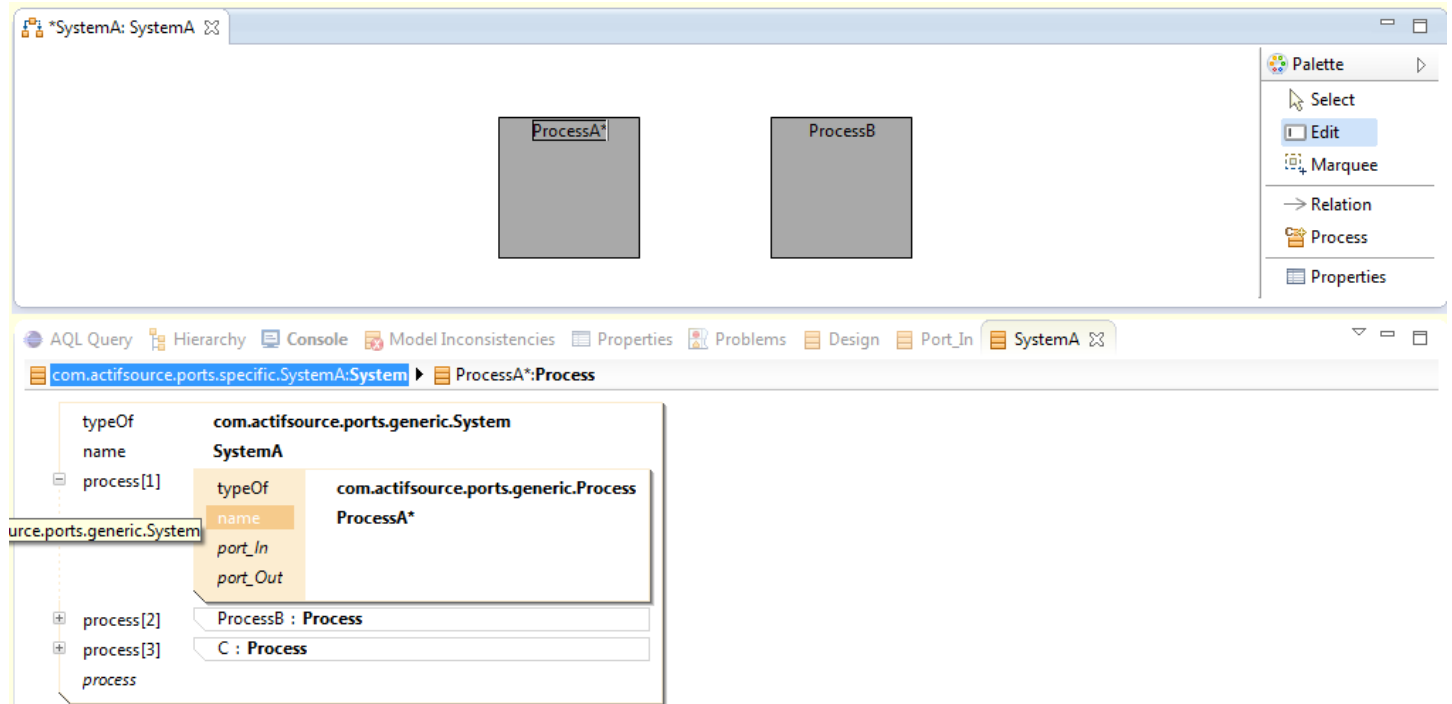 *SystemA: SystemA
Palette
Select
Edit
Marquee
Relation
Process
Properties
ProcessA*
ProcessB
AQL Query Hierarchy Console Model Inconsistencies Properties Problems Design Port_In SystemA
com.actifsource.ports.specific.SystemA:System ProcessA*:Process
typeOf com.actifsource.ports.generic.System
name SystemA
process[1]
typeOf com.actifsource.ports.generic.Process
name ProcessA*
urce.ports.generic.System
port_In
port_Out
process[2] ProcessB : Process
process[3] C : Process
process